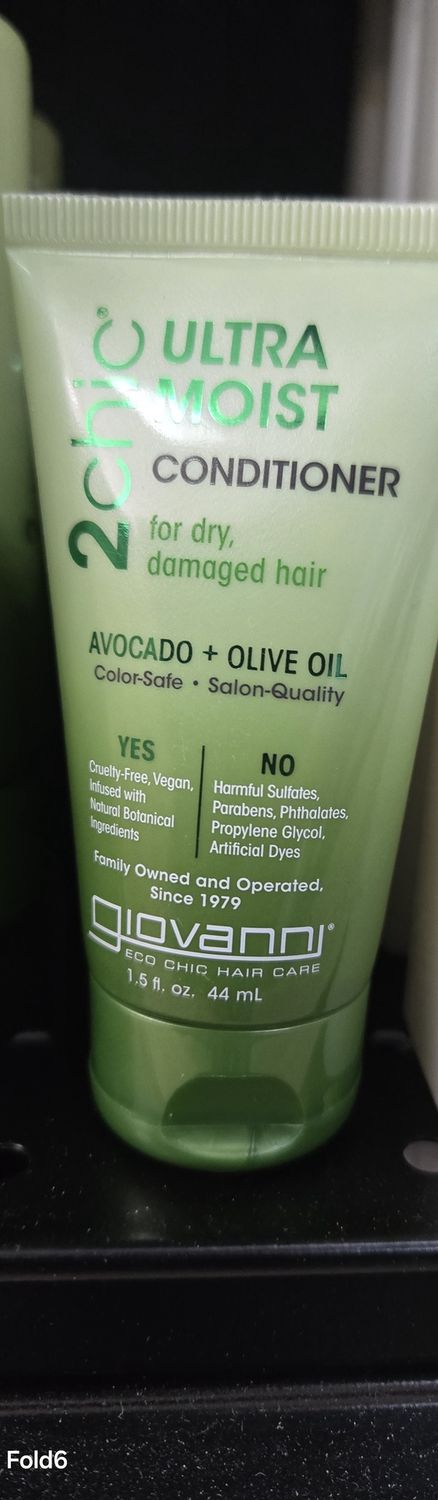 2chic®
ULTRA
MOIST
CONDITIONER
for dry,
damaged hair
AVOCADO + OLIVE OIL
Color-Safe • Salon-Quality
YES
Cruelty-Free, Vegan,
Infused with
Natural Botanical
Ingredients
NO
Harmful Sulfates,
Parabens, Phthalates,
Propylene Glycol,
Artificial Dyes
Family Owned and Operated,
Since 1979
giovanni®
ECO CHIC HAIR CARE
1.5 fl. oz. 44 mL
Fold6